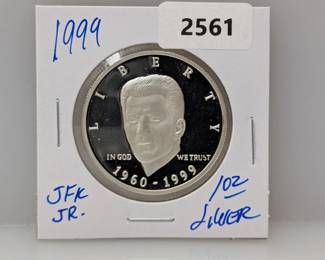 1999
2561
LIBERTY
IN GOD WE TRUST
1960-1999
JFK
JR.
1oz
SILVER